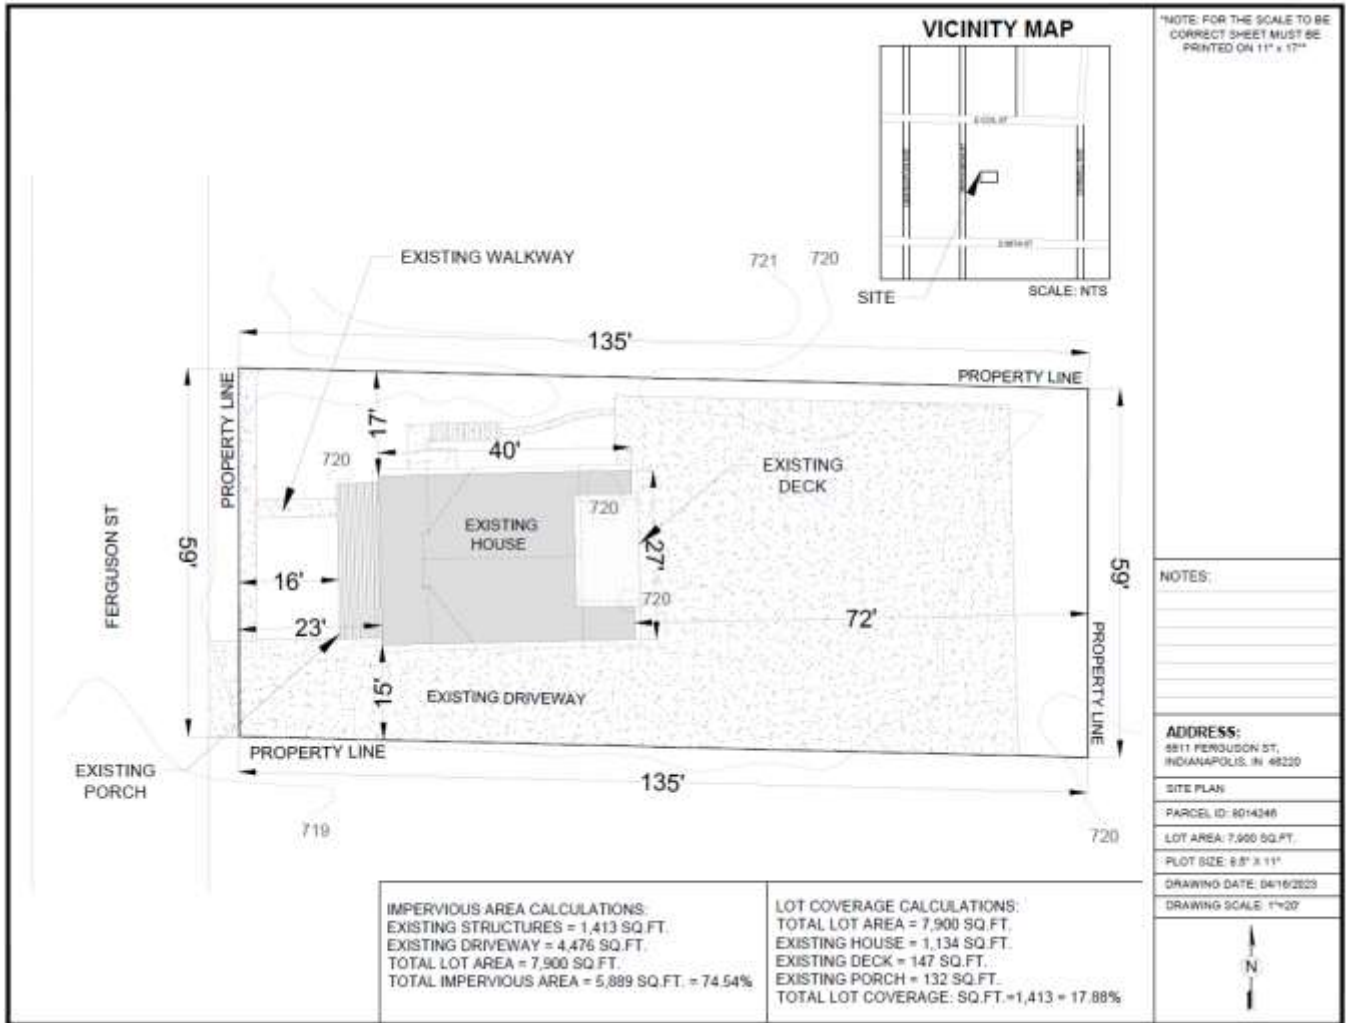 VICINITY MAP
SITE
SCALE: NTS
"NOTE: FOR THE SCALE TO BE
CORRECT SHEET MUST BE
PRINTED ON 11" x 17""
EXISTING WALKWAY
721
720
135'
PROPERTY LINE
PROPERTY LINE
17'
40'
720
EXISTING
DECK
720
EXISTING
HOUSE
FERGUSON ST
59'
27'
59'
16'
720
23'
72'
15'
EXISTING DRIVEWAY
PROPERTY LINE
PROPERTY LINE
EXISTING
PORCH
135'
719
720
NOTES:
ADDRESS:
FERGUSON ST,
INDIANAPOLIS, IN 46220
SITE PLAN
PARCEL ID:
LOT AREA: 7,900 SQ.FT.
PLOT SIZE: 8.5" X 11"
DRAWING DATE: 04/16/2023
DRAWING SCALE: 1"=20'
N
IMPERVIOUS AREA CALCULATIONS:
EXISTING STRUCTURES = 1,413 SQ.FT.
EXISTING DRIVEWAY = 4,476 SQ.FT.
TOTAL LOT AREA = 7,900 SQ.FT.
TOTAL IMPERVIOUS AREA = 5,889 SQ.FT. = 74.54%
LOT COVERAGE CALCULATIONS:
TOTAL LOT AREA = 7,900 SQ.FT.
EXISTING HOUSE = 1,134 SQ.FT.
EXISTING DECK = 147 SQ.FT.
EXISTING PORCH = 132 SQ.FT.
TOTAL LOT COVERAGE: SQ.FT.=1,413 = 17.88%